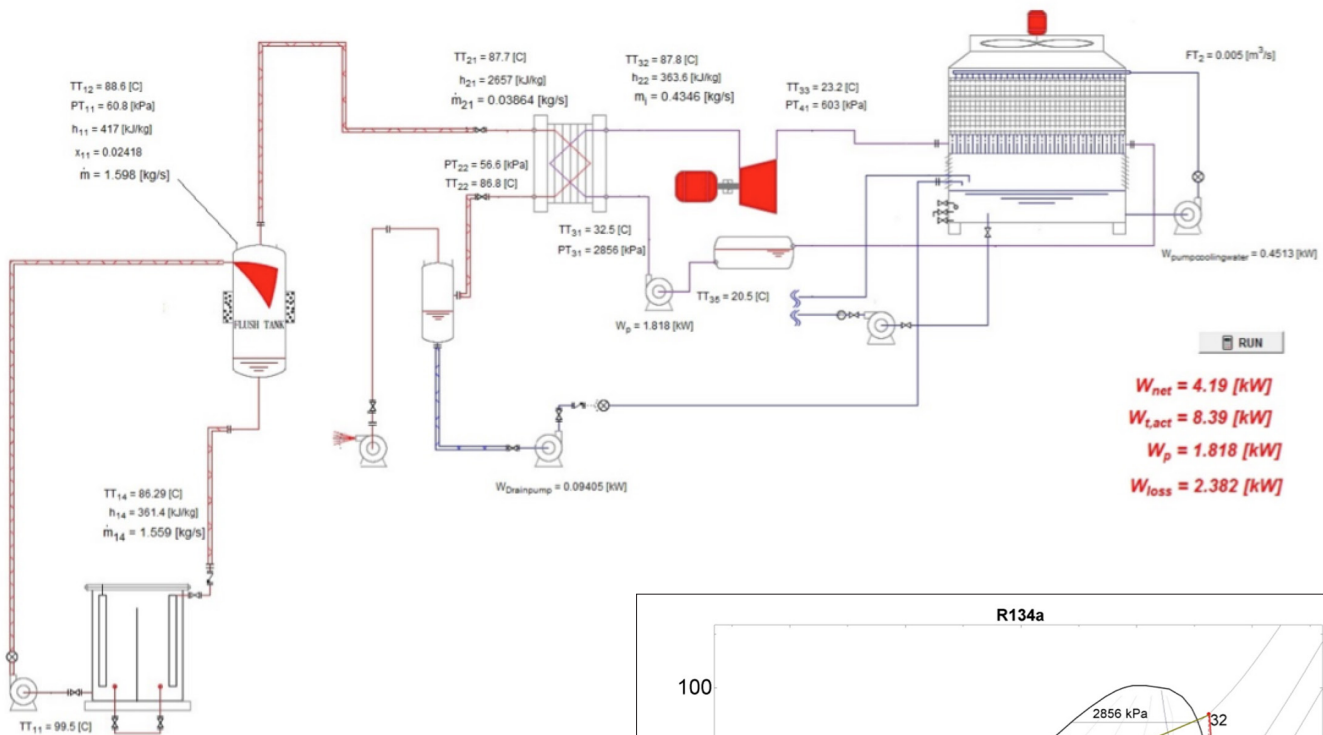 TT12 = 88.6 [C]
PT11 = 60.8 [kPa]
h11 = 417 [kJ/kg]
x11 = 0.02418
ṁ = 1.598 [kg/s]
TT21 = 87.7 [C]
h21 = 2657 [kJ/kg]
ṁ21 = 0.03864 [kg/s]
TT32 = 87.8 [C]
h22 = 363.6 [kJ/kg]
ṁi = 0.4346 [kg/s]
TT33 = 23.2 [C]
PT41 = 603 [kPa]
FT2 = 0.005 [m³/s]
PT22 = 56.6 [kPa]
TT22 = 86.8 [C]
TT31 = 32.5 [C]
PT31 = 2856 [kPa]
Wpumpcoolingwater = 0.4513 [kW]
TT36 = 20.5 [C]
Wp = 1.818 [kW]
FLUSH TANK
RUN
Wnet = 4.19 [kW]
Wt,act = 8.39 [kW]
Wp = 1.818 [kW]
Wloss = 2.382 [kW]
WDrainpump = 0.09405 [kW]
TT14 = 86.29 [C]
h14 = 361.4 [kJ/kg]
ṁ14 = 1.559 [kg/s]
TT11 = 99.5 [C]
R134a
100
2856 kPa
32